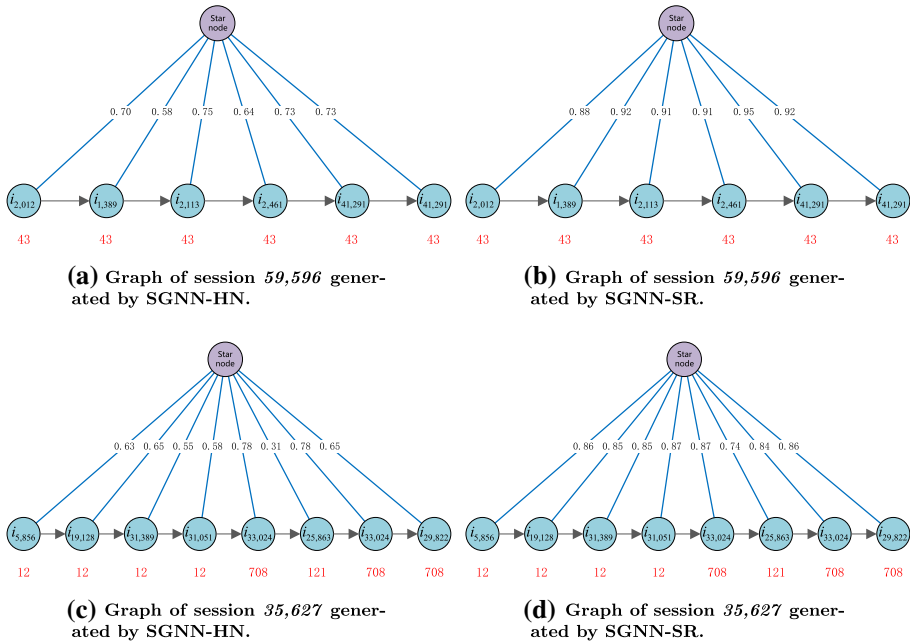 Star
node
0.70 0.58 0.75 0.64 0.73 0.73
i2,012 i1,389 i2,113 i2,461 i41,291 i41,291
43 43 43 43 43 43
(a) Graph of session 59,596 gener-
ated by SGNN-HN.
Star
node
0.88 0.92 0.91 0.91 0.95 0.92
i2,012 i1,389 i2,113 i2,461 i41,291 i41,291
43 43 43 43 43 43
(b) Graph of session 59,596 gener-
ated by SGNN-SR.
Star
node
0.63 0.65 0.55 0.58 0.78 0.31 0.78 0.65
i5,856 i19,128 i31,389 i31,051 i33,024 i25,863 i33,024 i29,822
12 12 12 12 708 121 708 708
(c) Graph of session 35,627 gener-
ated by SGNN-HN.
Star
node
0.86 0.85 0.85 0.87 0.87 0.74 0.84 0.86
i5,856 i19,128 i31,389 i31,051 i33,024 i25,863 i33,024 i29,822
12 12 12 12 708 121 708 708
(d) Graph of session 35,627 gener-
ated by SGNN-SR.